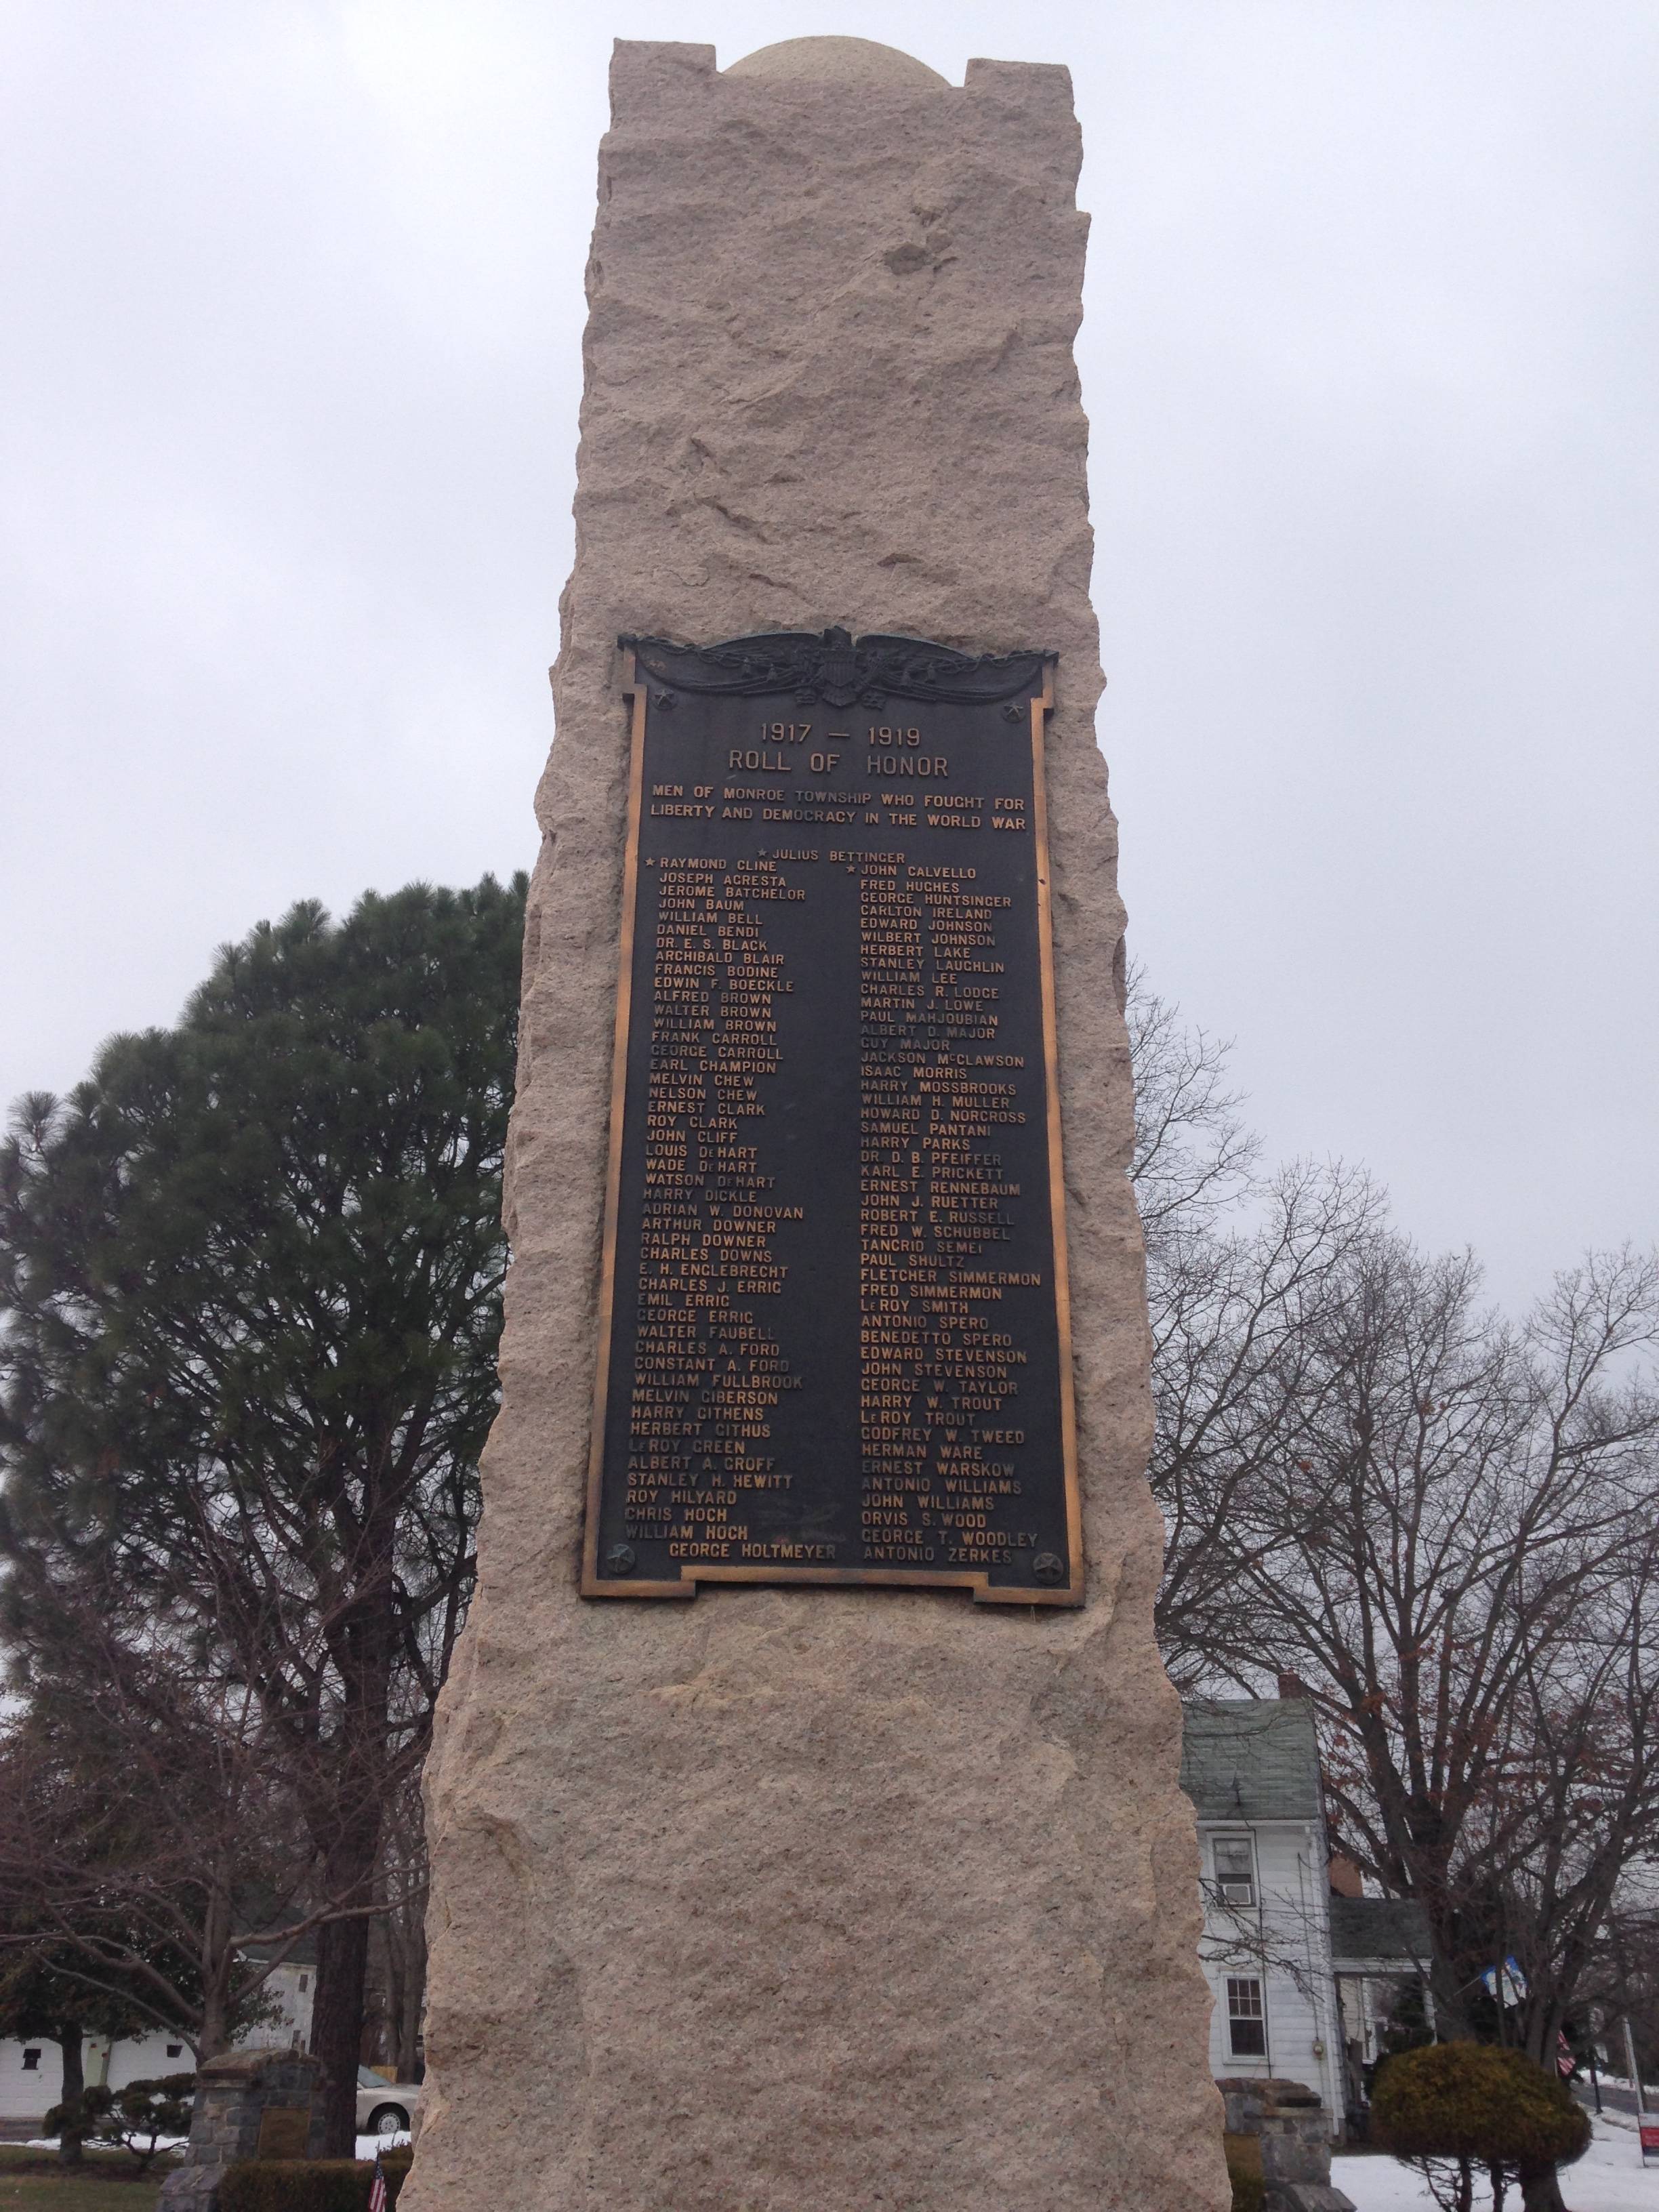 1917 — 1919
ROLL OF HONOR
MEN OF MONROE TOWNSHIP WHO FOUGHT FOR
LIBERTY AND DEMOCRACY IN THE WORLD WAR
★ JULIUS BETTINGER
★ RAYMOND CLINE
JOSEPH AGRESTA
JEROME BATCHELOR
JOHN BAUM
WILLIAM BELL
DANIEL BENDI
DR. E. S. BLACK
ARCHIBALD BLAIR
FRANCIS BODINE
EDWIN F. BOECKLE
ALFRED BROWN
WALTER BROWN
WILLIAM BROWN
FRANK CARROLL
GEORGE CARROLL
EARL CHAMPION
MELVIN CHEW
NELSON CHEW
ERNEST CLARK
ROY CLARK
JOHN CLIFF
LOUIS DeHART
WADE DeHART
WATSON DeHART
HARRY DICKLE
ADRIAN W. DONOVAN
ARTHUR DOWNER
RALPH DOWNER
CHARLES DOWNS
E. H. ENGLEBRECHT
CHARLES J. ERRIG
EMIL ERRIG
GEORGE ERRIG
WALTER FAUBELL
CHARLES A. FORD
CONSTANT A. FORD
WILLIAM FULLBROOK
MELVIN GIBERSON
HARRY GITHENS
HERBERT GITHUS
LeROY GREEN
ALBERT A. GROFF
STANLEY H. HEWITT
ROY HILYARD
CHRIS HOCH
WILLIAM HOCH
GEORGE HOLTMEYER
★ JOHN CALVELLO
FRED HUGHES
GEORGE HUNTSINGER
CARLTON IRELAND
EDWARD JOHNSON
WILBERT JOHNSON
HERBERT LAKE
STANLEY LAUGHLIN
WILLIAM LEE
CHARLES R. LODGE
MARTIN J. LOWE
PAUL MAHJOUBIAN
ALBERT D. MAJOR
GUY MAJOR
JACKSON McCLAWSON
ISAAC MORRIS
HARRY MOSSBROOKS
WILLIAM H. MULLER
HOWARD D. NORCROSS
SAMUEL PANTANI
HARRY PARKS
DR. D. B. PFEIFFER
KARL E. PRICKETT
ERNEST RENNEBAUM
JOHN J. RUETTER
ROBERT E. RUSSELL
FRED W. SCHUBBEL
TANCRID SEMEI
PAUL SHULTZ
FLETCHER SIMMERMON
FRED SIMMERMON
LeROY SMITH
ANTONIO SPERO
BENEDETTO SPERO
EDWARD STEVENSON
JOHN STEVENSON
GEORGE W. TAYLOR
HARRY W. TROUT
LeROY TROUT
GODFREY W. TWEED
HERMAN WARE
ERNEST WARSKOW
ANTONIO WILLIAMS
JOHN WILLIAMS
ORVIS S. WOOD
GEORGE T. WOODLEY
ANTONIO ZERKES